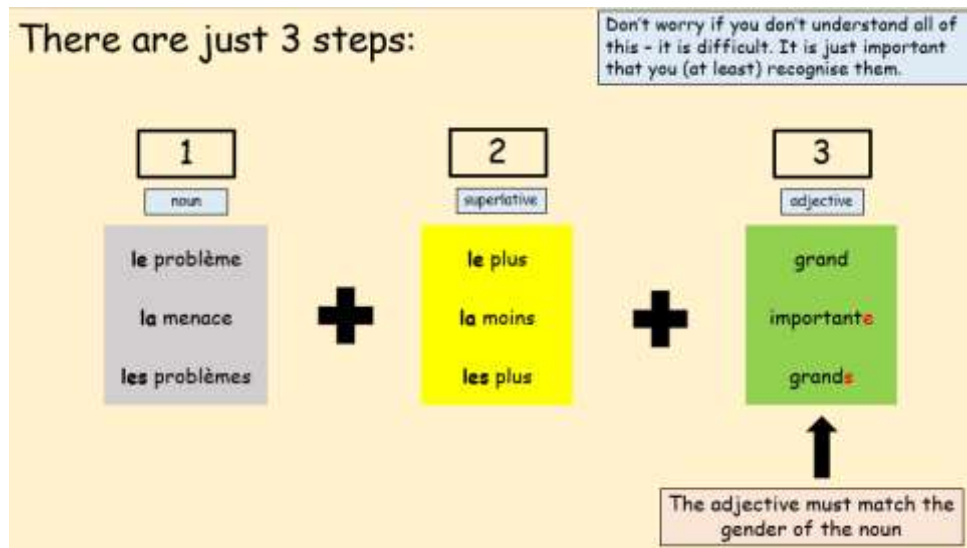 There are just 3 steps:
Don't worry if you don't understand all of
this - it is difficult. It is just important
that you (at least) recognise them.
1
noun
le problème
la menace
les problèmes
2
superlative
le plus
la moins
les plus
3
adjective
grand
importante
grands
The adjective must match the
gender of the noun